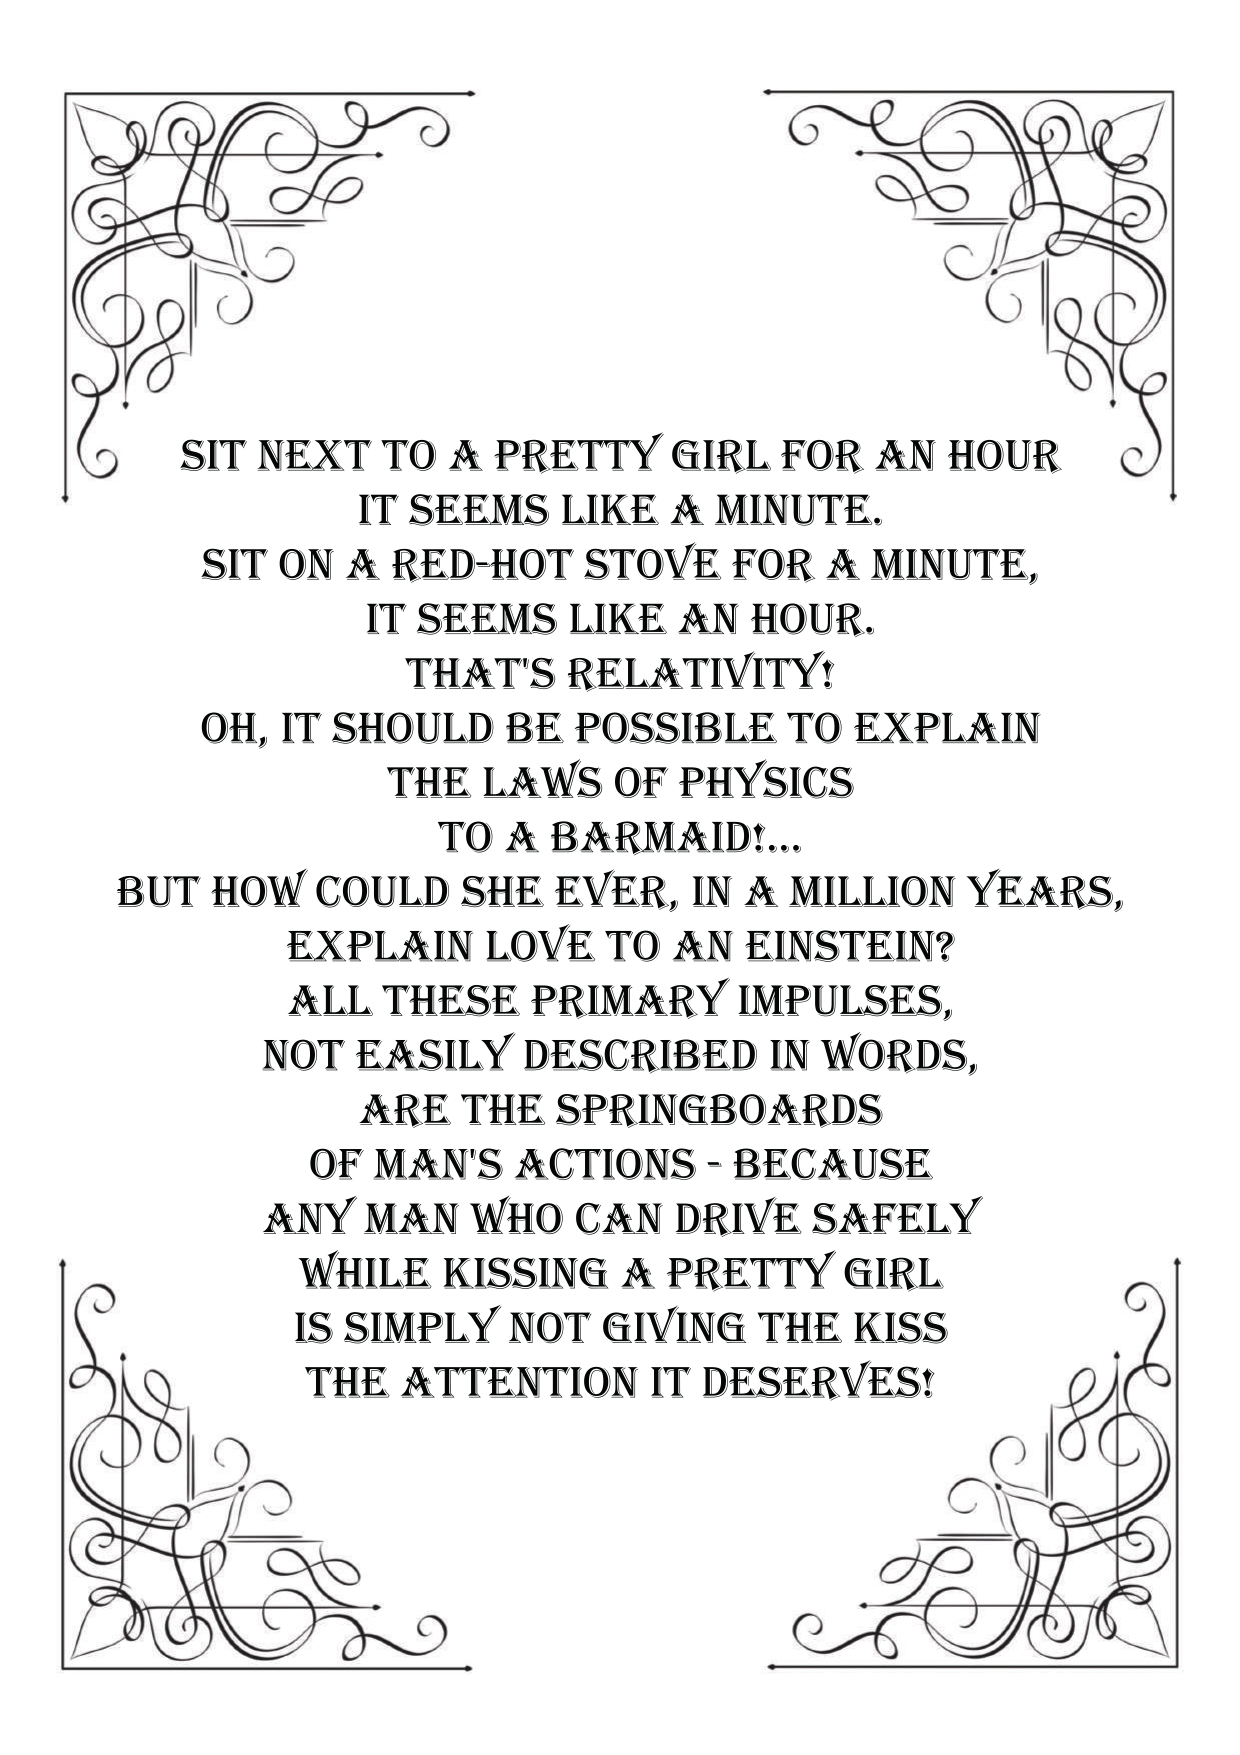 SIT NEXT TO A PRETTY GIRL FOR AN HOUR
IT SEEMS LIKE A MINUTE.
SIT ON A RED-HOT STOVE FOR A MINUTE,
IT SEEMS LIKE AN HOUR.
THAT'S RELATIVITY!
OH, IT SHOULD BE POSSIBLE TO EXPLAIN
THE LAWS OF PHYSICS
TO A BARMAID!...
BUT HOW COULD SHE EVER, IN A MILLION YEARS,
EXPLAIN LOVE TO AN EINSTEIN?
ALL THESE PRIMARY IMPULSES,
NOT EASILY DESCRIBED IN WORDS,
ARE THE SPRINGBOARDS
OF MAN'S ACTIONS - BECAUSE
ANY MAN WHO CAN DRIVE SAFELY
WHILE KISSING A PRETTY GIRL
IS SIMPLY NOT GIVING THE KISS
THE ATTENTION IT DESERVES!